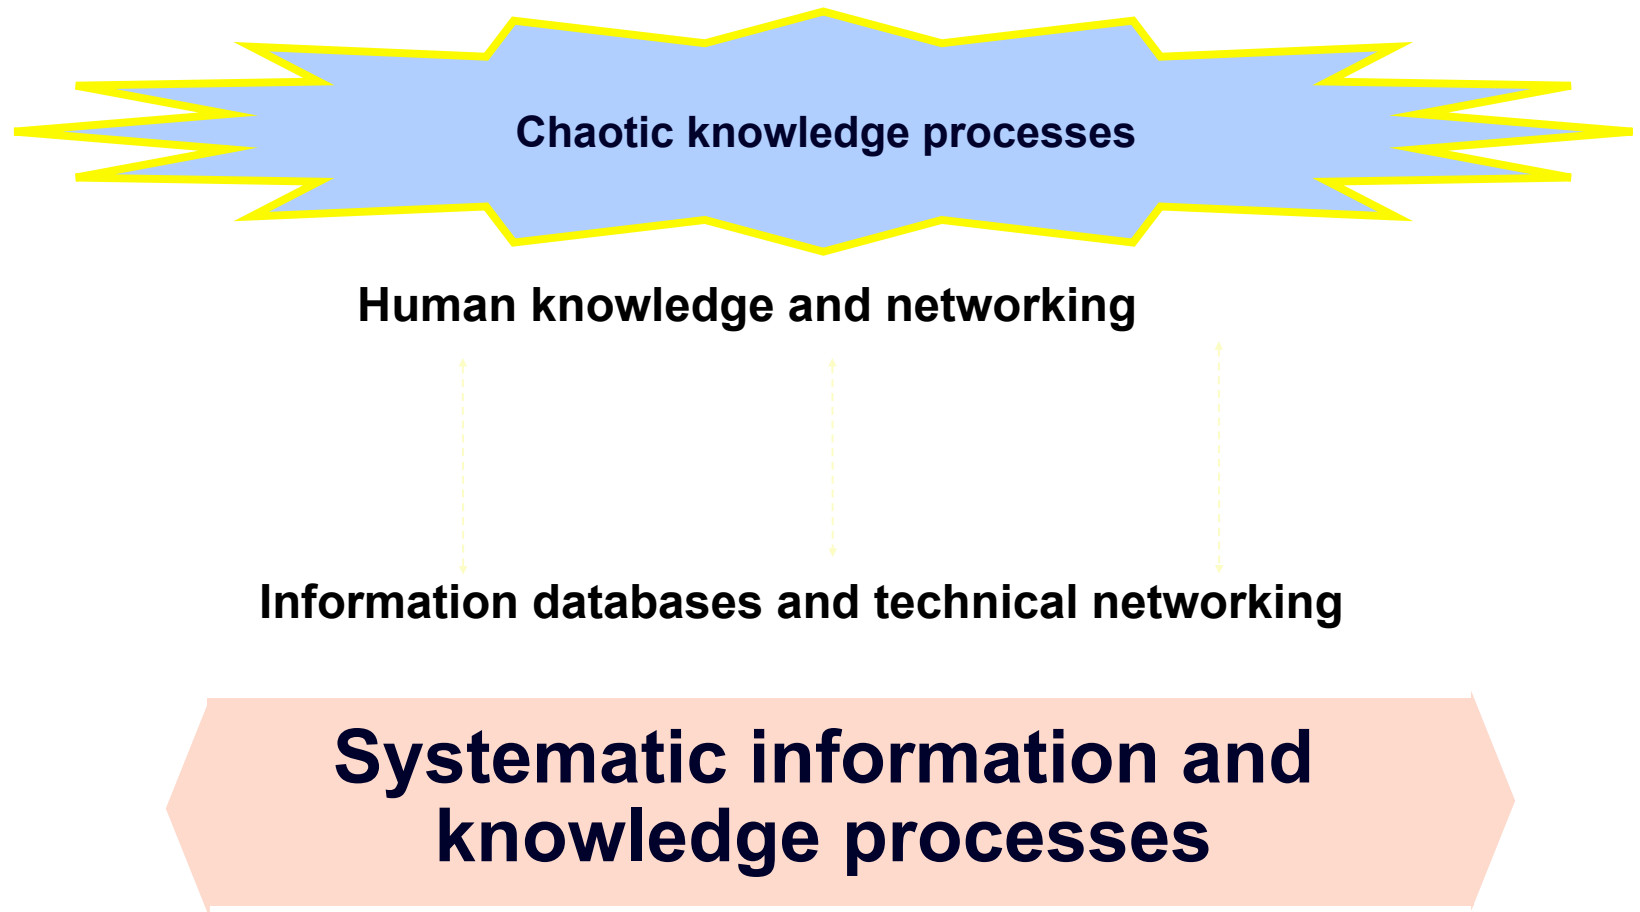 Chaotic knowledge processes
Human knowledge and networking
Information databases and technical networking
Systematic information and
knowledge processes